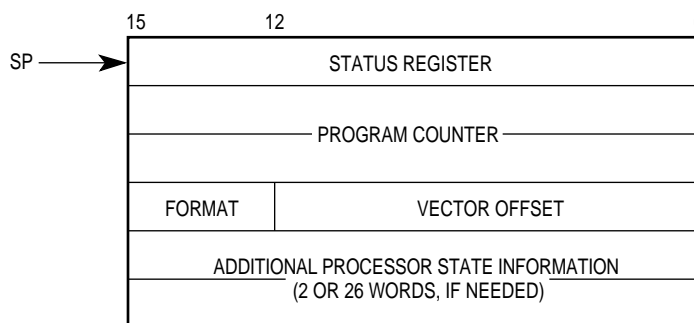 15 12
SP STATUS REGISTER
PROGRAM COUNTER
FORMAT VECTOR OFFSET
ADDITIONAL PROCESSOR STATE INFORMATION
(2 OR 26 WORDS, IF NEEDED)